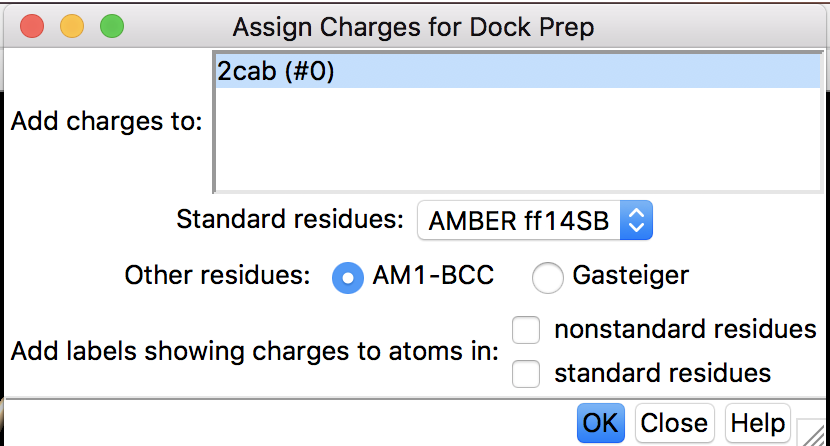 Assign Charges for Dock Prep
Add charges to:
2cab (#0)
Standard residues: AMBER ff14SB
Other residues: AM1-BCC Gasteiger
Add labels showing charges to atoms in:
nonstandard residues
standard residues
OK Close Help